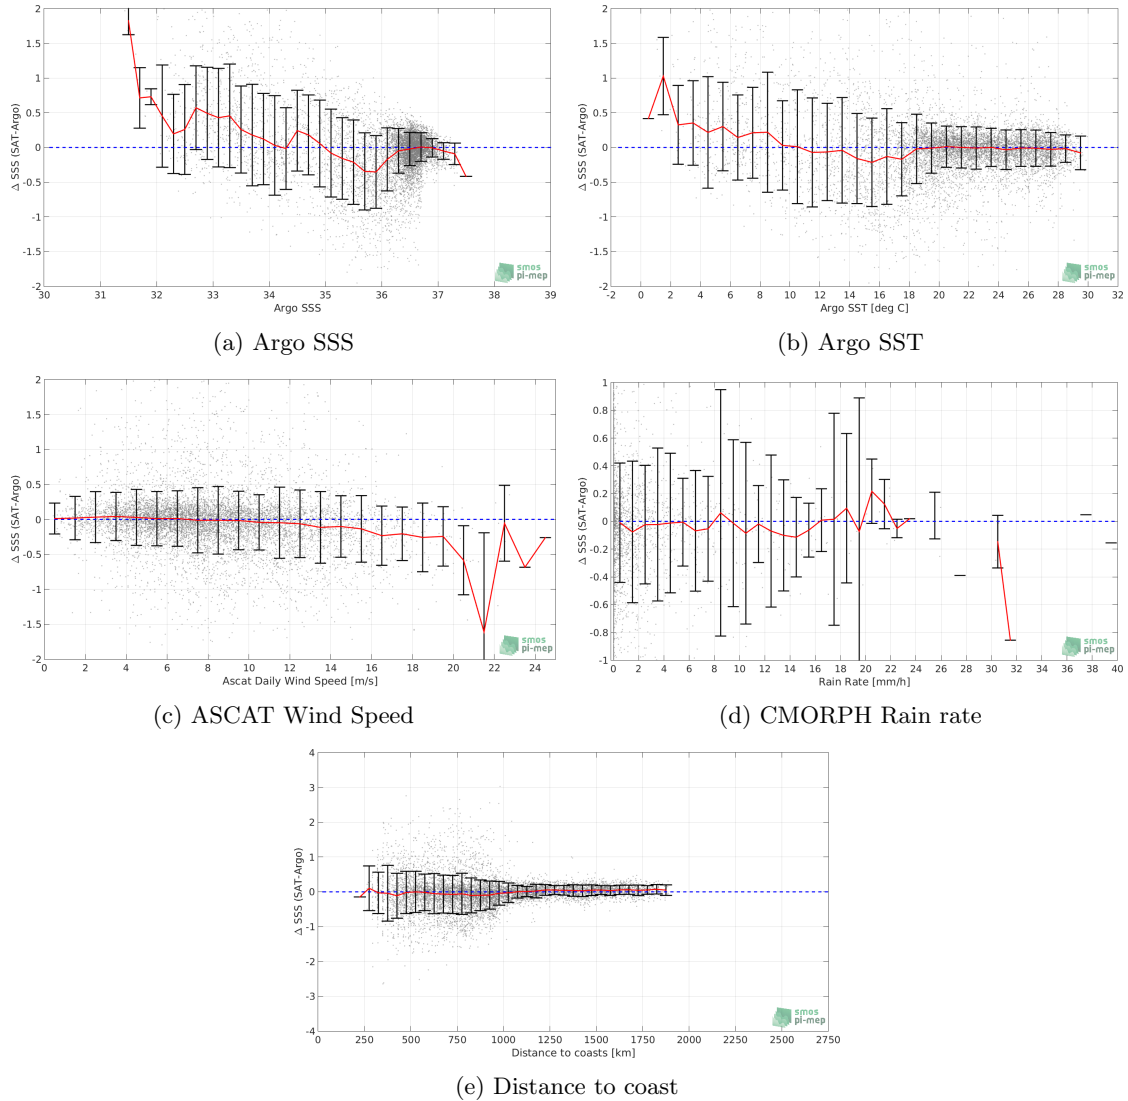 2
1.5
1
0.5
0
-0.5
-1
-1.5
-2
Δ SSS (SAT-Argo)
30 31 32 33 34 35 36 37 38 39
Argo SSS
smos
pi-mep
(a) Argo SSS
2
1.5
1
0.5
0
-0.5
-1
-1.5
-2
Δ SSS (SAT-Argo)
-2 0 2 4 6 8 10 12 14 16 18 20 22 24 26 28 30 32
Argo SST [deg C]
smos
pi-mep
(b) Argo SST
2
1.5
1
0.5
0
-0.5
-1
-1.5
-2
Δ SSS (SAT-Argo)
0 2 4 6 8 10 12 14 16 18 20 22 24
Ascat Daily Wind Speed [m/s]
smos
pi-mep
(c) ASCAT Wind Speed
1
0.8
0.6
0.4
0.2
0
-0.2
-0.4
-0.6
-0.8
-1
Δ SSS (SAT-Argo)
0 2 4 6 8 10 12 14 16 18 20 22 24 26 28 30 32 34 36 38 40
Rain Rate [mm/h]
smos
pi-mep
(d) CMORPH Rain rate
4
3
2
1
0
-1
-2
-3
-4
Δ SSS (SAT-Argo)
0 250 500 750 1000 1250 1500 1750 2000 2250 2500 2750
Distance to coasts [km]
smos
pi-mep
(e) Distance to coast